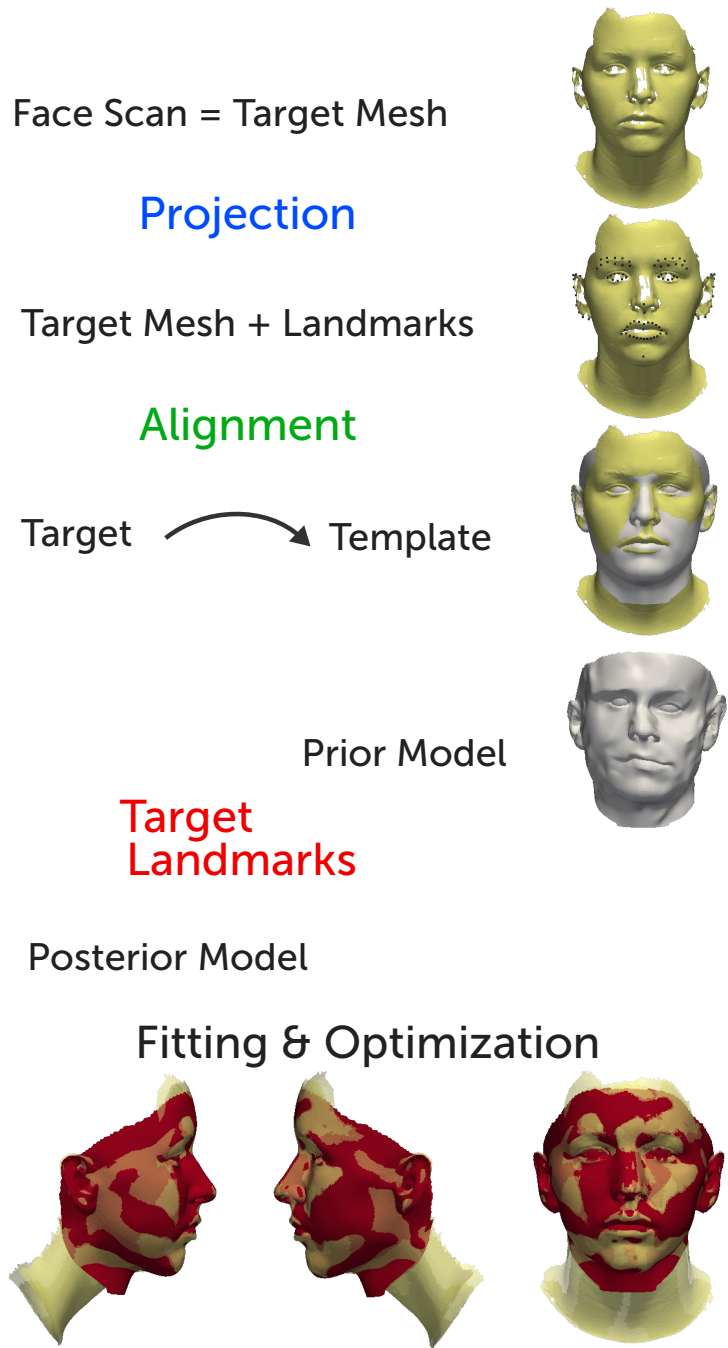 Face Scan = Target Mesh
Projection
Target Mesh + Landmarks
Alignment
Target
Template
Prior Model
Target
Landmarks
Posterior Model
Fitting & Optimization